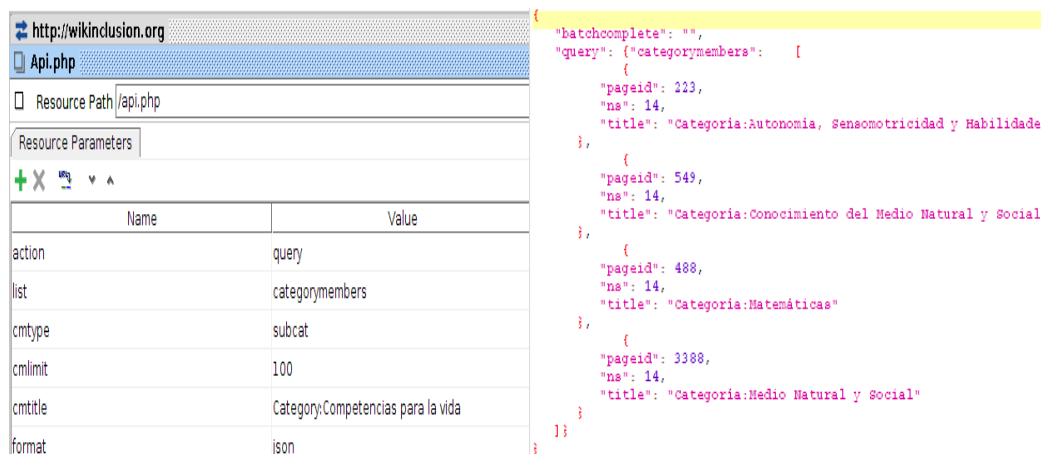 http://wikinclusion.org
Api.php
Resource Path /api.php
Resource Parameters
Name Value
action query
list categorymembers
cmtype subcat
cmlimit 100
cmtitle Category:Competencias para la vida
format json
{
"batchcomplete": "",
"query": {"categorymembers": [
{
"pageid": 223,
"ns": 14,
"title": "Categoría:Autonomía, Sensomotricidad y Habilidade
},
{
"pageid": 549,
"ns": 14,
"title": "Categoría:Conocimiento del Medio Natural y Social
},
{
"pageid": 488,
"ns": 14,
"title": "Categoría:Matemáticas"
},
{
"pageid": 3388,
"ns": 14,
"title": "Categoría:Medio Natural y Social"
}
]}
}